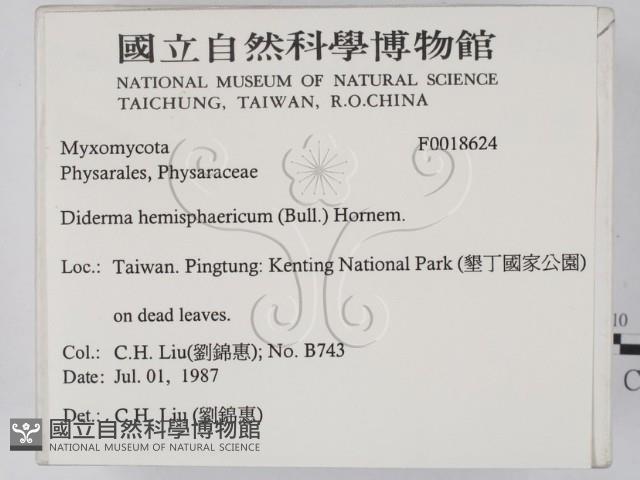 國立自然科學博物館
NATIONAL MUSEUM OF NATURAL SCIENCE
TAICHUNG, TAIWAN, R.O.CHINA
Myxomycota F0018624
Physarales, Physaraceae
Diderma hemisphaericum (Bull.) Hornem.
Loc.: Taiwan. Pingtung: Kenting National Park (墾丁國家公園)
on dead leaves.
Col.: C.H. Liu(劉錦惠); No. B743
Date: Jul. 01, 1987
Det.: C.H. Liu (劉錦惠)
國立自然科學博物館
NATIONAL MUSEUM OF NATURAL SCIENCE
10
C